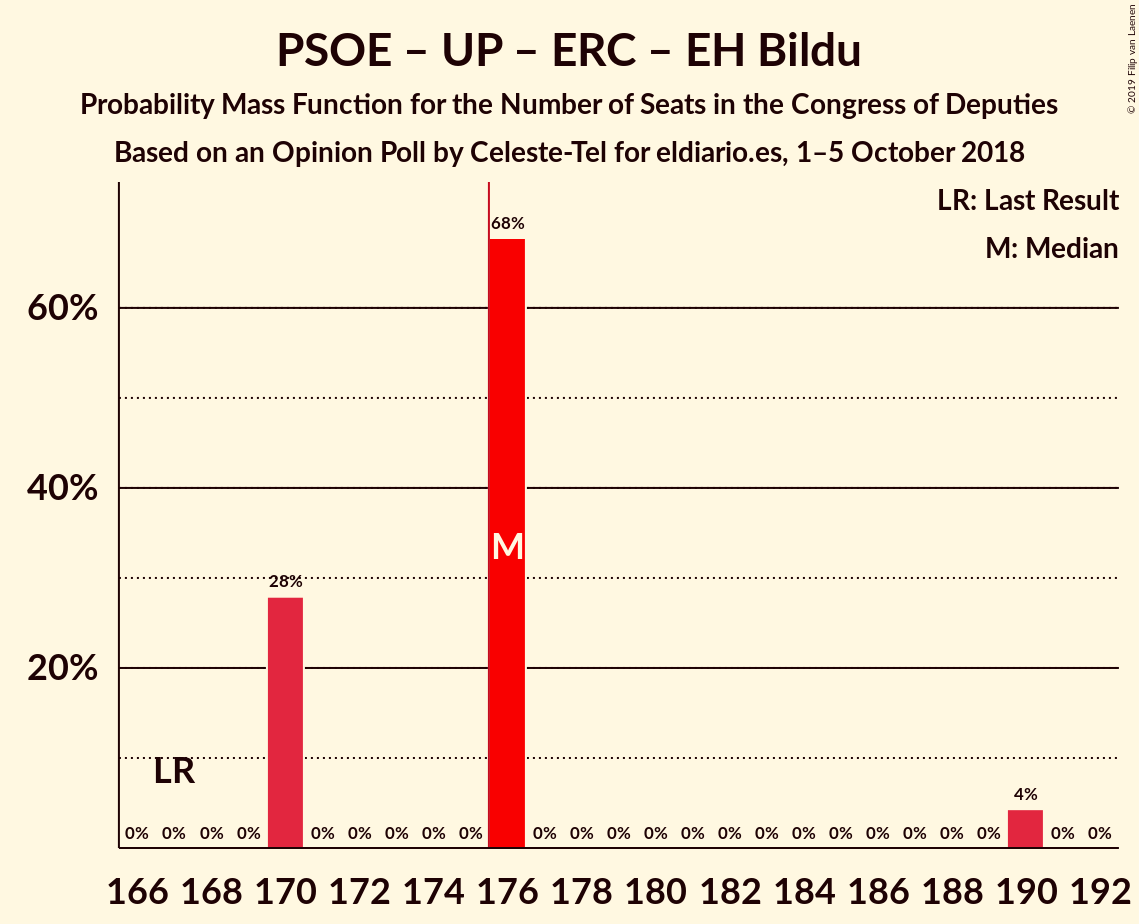 PSOE – UP – ERC – EH Bildu
Probability Mass Function for the Number of Seats in the Congress of Deputies
Based on an Opinion Poll by Celeste-Tel for eldiario.es, 1–5 October 2018
© 2019 Filip van Laenen
LR: Last Result
M: Median
68%
60%
40%
M
28%
20%
LR
4%
0% 0% 0% 0% 0% 0% 0% 0% 0% 0% 0% 0% 0% 0% 0% 0% 0% 0% 0% 0% 0% 0% 0% 0%
166 168 170 172 174 176 178 180 182 184 186 188 190 192